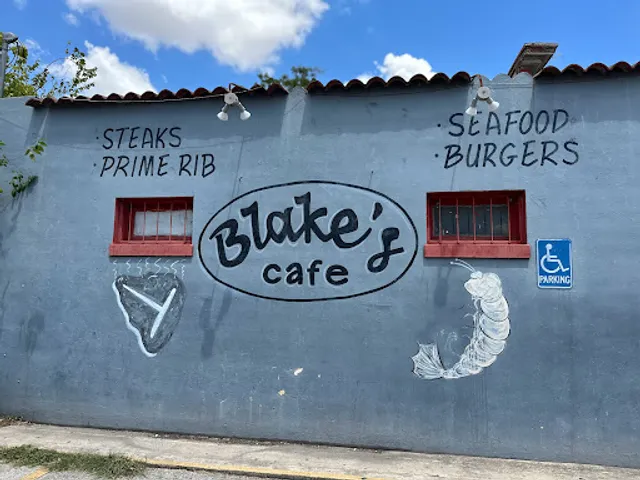 · STEAKS
· PRIME RIB
· SEAFOOD
· BURGERS
Blake's
cafe
PARKING